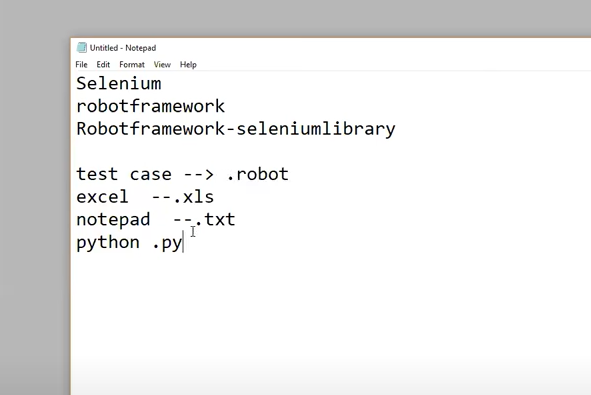 Untitled - Notepad
File Edit Format View Help
Selenium
robotframework
Robotframework-seleniumlibrary
test case --> .robot
excel --.xls
notepad --.txt
python .py